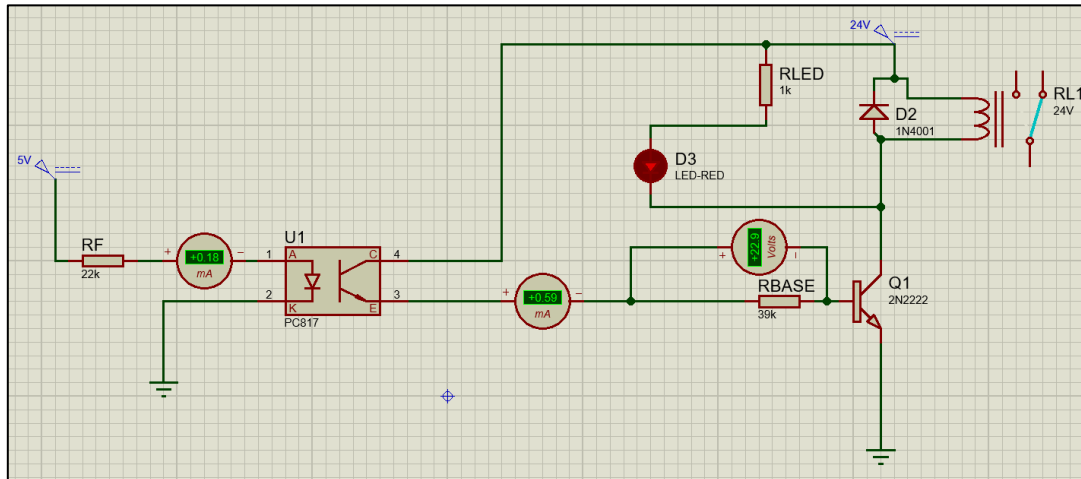 24V
RLED
1k
D2
1N4001
RL1
24V
5V
D3
LED-RED
RF
22k
+
+0.18
mA
−
U1
1
A
C
4
2
K
E
3
PC817
+
+0.59
mA
−
+
+22.9
Volts
−
RBASE
39k
Q1
2N2222